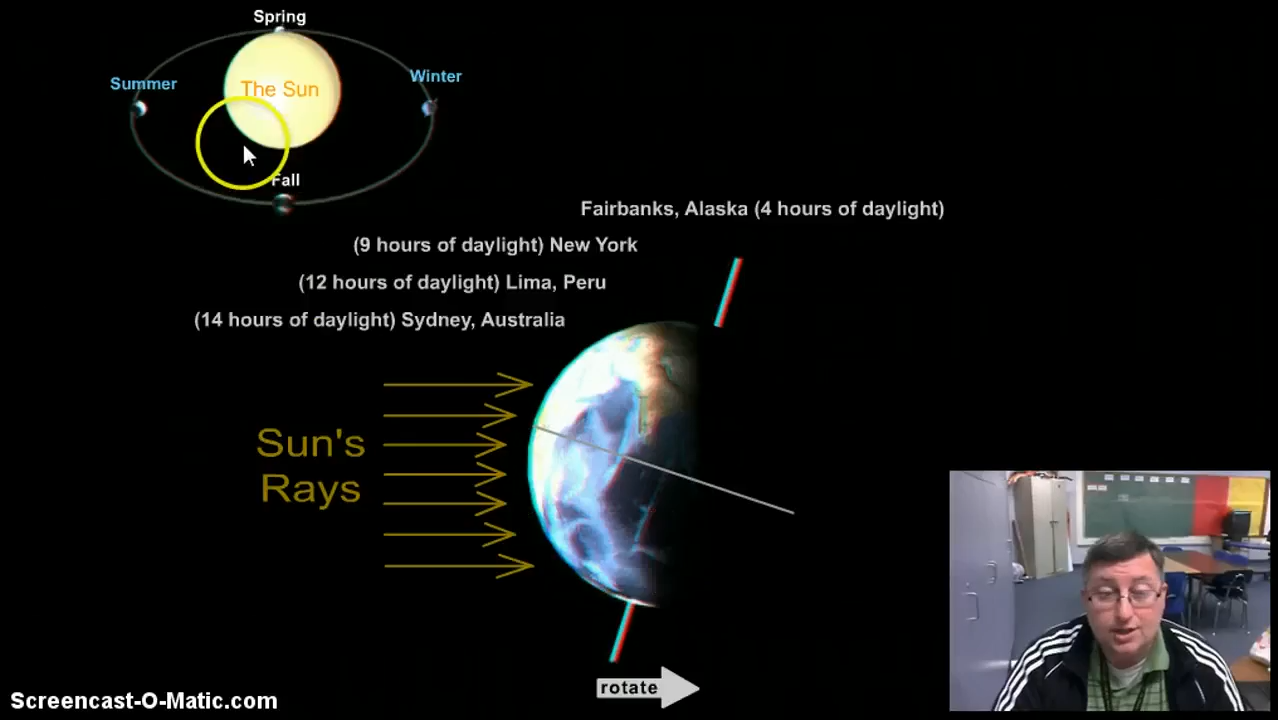 Spring
The Sun
Summer
Winter
Fall
Fairbanks, Alaska (4 hours of daylight)
(9 hours of daylight) New York
(12 hours of daylight) Lima, Peru
(14 hours of daylight) Sydney, Australia
Sun's
Rays
rotate
Screencast-O-Matic.com